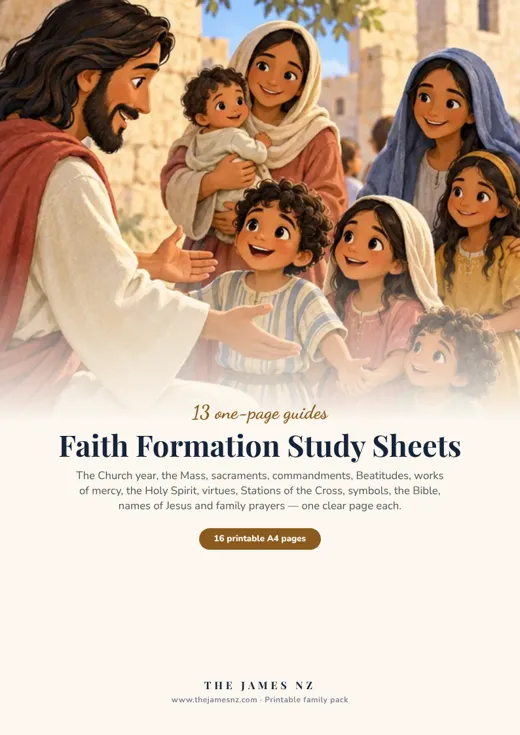 13 one-page guides
Faith Formation Study Sheets
The Church year, the Mass, sacraments, commandments, Beatitudes, works
of mercy, the Holy Spirit, virtues, Stations of the Cross, symbols, the Bible,
names of Jesus and family prayers — one clear page each.
16 printable A4 pages
THE JAMES NZ
www.thejamesnz.com · Printable family pack